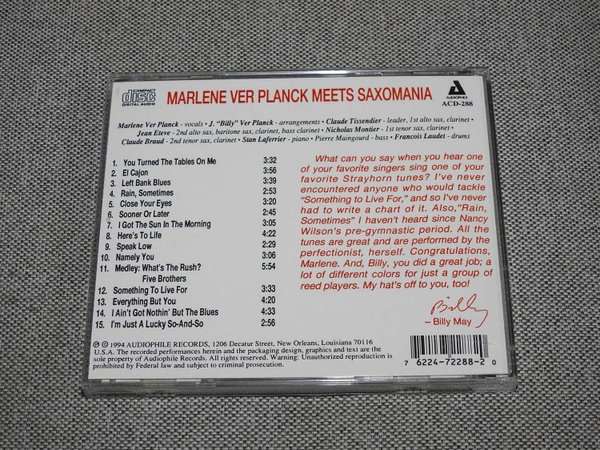 COMPACT
disc
DIGITAL AUDIO
MARLENE VER PLANCK MEETS SAXOMANIA
AUDIOPHILE
ACD-288
Marlene Ver Planck - vocals • J. "Billy" Ver Planck - arrangements • Claude Tissendier - leader, 1st alto sax, clarinet •
Jean Eteve - 2nd alto sax, baritone sax, clarinet, bass clarinet • Nicholas Montier - 1st tenor sax, clarinet •
Claude Braud - 2nd tenor sax, clarinet • Stan Laferrier - piano • Pierre Maingourd - bass • Francois Laudet - drums
1. You Turned The Tables On Me 3:32
2. El Cajon 3:56
3. Left Bank Blues 3:39
4. Rain, Sometimes 2:53
5. Close Your Eyes 3:20
6. Sooner Or Later 2:45
7. I Got The Sun In The Morning 3:05
8. Here's To Life 4:22
9. Speak Low 2:29
10. Namely You 3:06
11. Medley: What's The Rush? 5:54
Five Brothers
12. Something To Live For 3:33
13. Everything But You 4:20
14. I Ain't Got Nothin' But The Blues 4:33
15. I'm Just A Lucky So-And-So 2:56
What can you say when you hear one
of your favorite singers sing one of your
favorite Strayhorn tunes? I've never
encountered anyone who would tackle
"Something to Live For," and so I've never
had to write a chart of it. Also, "Rain,
Sometimes" I haven't heard since Nancy
Wilson's pre-gymnastic period. All the
tunes are great and are performed by the
perfectionist, herself. Congratulations,
Marlene. And, Billy, you did a great job; a
lot of different colors for just a group of
reed players. My hat's off to you, too!
Billy
– Billy May
© ℗ 1994 AUDIOPHILE RECORDS, 1206 Decatur Street, New Orleans, Louisiana 70116
U.S.A. The recorded performances herein and the packaging design, graphics and text are the
sole property of Audiophile Records. All rights reserved. Warning: Unauthorized reproduction is
prohibited by Federal law and subject to criminal prosecution.
7 62247-72288-2 0